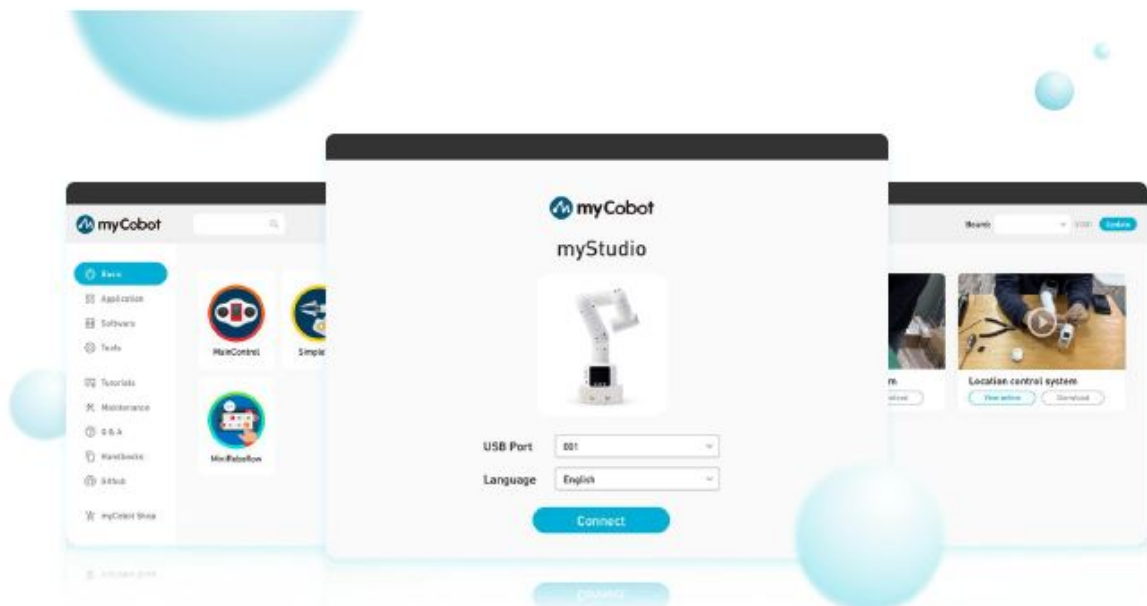 myCobot
Basic
Application
Software
Tools
Tutorials
Maintenance
Q & A
Handbooks
Github
myCobot Shop
MainControl
Simple
MiniRoboflow
myCobot
myStudio
USB Port
001
Language
English
Connect
Board:
Update
Location control system
View online
Download